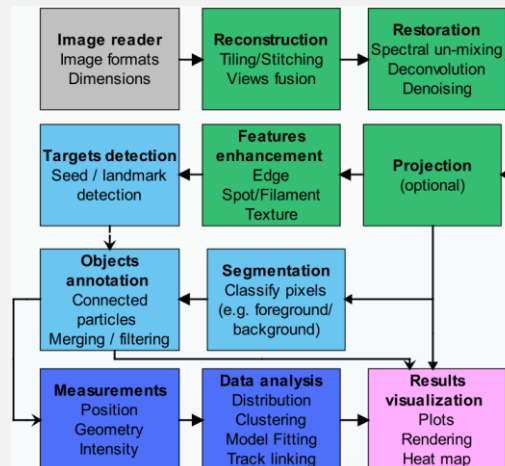 Image reader
Image formats
Dimensions
Reconstruction
Tiling/Stitching
Views fusion
Restoration
Spectral un-mixing
Deconvolution
Denoising
Targets detection
Seed / landmark
detection
Features
enhancement
Edge
Spot/Filament
Texture
Projection
(optional)
Objects
annotation
Connected
particles
Merging / filtering
Segmentation
Classify pixels
(e.g. foreground/
background)
Measurements
Position
Geometry
Intensity
Data analysis
Distribution
Clustering
Model Fitting
Track linking
Results
visualization
Plots
Rendering
Heat map